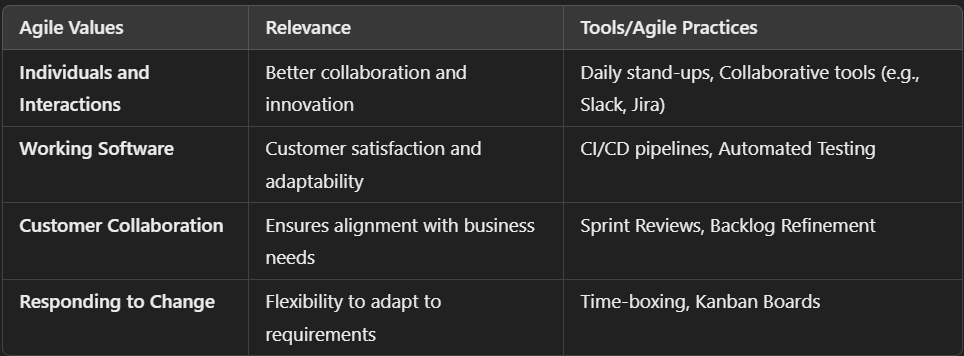 Agile Values Relevance Tools/Agile Practices
Individuals and Interactions
Better collaboration and innovation
Daily stand-ups, Collaborative tools (e.g., Slack, Jira)
Working Software
Customer satisfaction and adaptability
CI/CD pipelines, Automated Testing
Customer Collaboration
Ensures alignment with business needs
Sprint Reviews, Backlog Refinement
Responding to Change
Flexibility to adapt to requirements
Time-boxing, Kanban Boards